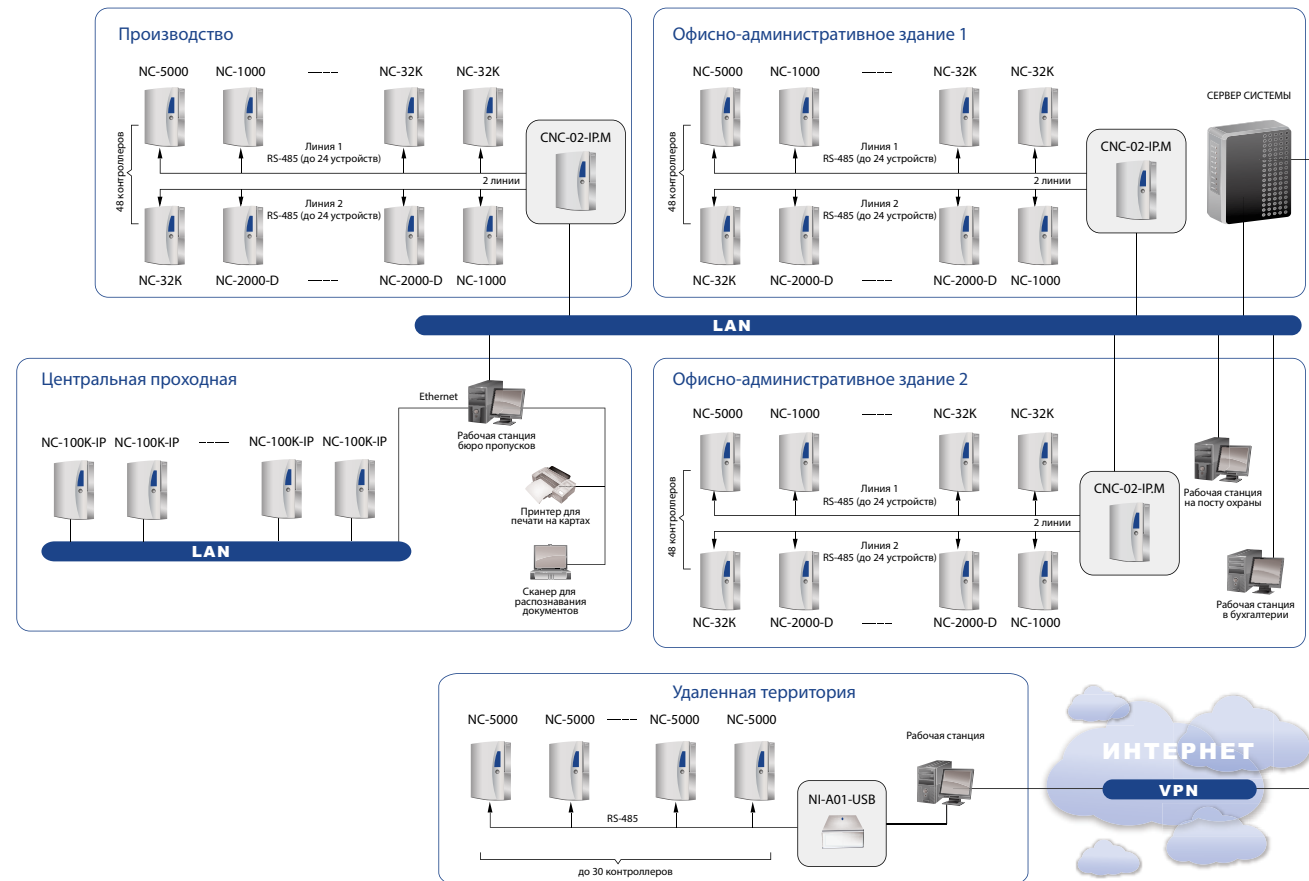 Производство
NC-5000 NC-1000 ---- NC-32K NC-32K
48 контроллеров
Линия 1
RS-485 (до 24 устройств)
2 линии
CNC-02-IP.M
Линия 2
RS-485 (до 24 устройств)
NC-32K NC-2000-D ---- NC-2000-D NC-1000
Офисно-административное здание 1
NC-5000 NC-1000 ---- NC-32K NC-32K
48 контроллеров
Линия 1
RS-485 (до 24 устройств)
2 линии
CNC-02-IP.M
Линия 2
RS-485 (до 24 устройств)
NC-32K NC-2000-D ---- NC-2000-D NC-1000
СЕРВЕР СИСТЕМЫ
LAN
Центральная проходная
Ethernet
Рабочая станция
бюро пропусков
NC-100K-IP NC-100K-IP ---- NC-100K-IP NC-100K-IP
LAN
Принтер для
печати на картах
Сканер для
распознавания
документов
Офисно-административное здание 2
NC-5000 NC-1000 ---- NC-32K NC-32K
48 контроллеров
Линия 1
RS-485 (до 24 устройств)
2 линии
CNC-02-IP.M
Линия 2
RS-485 (до 24 устройств)
NC-32K NC-2000-D ---- NC-2000-D NC-1000
Рабочая станция
на посту охраны
Рабочая станция
в бухгалтерии
Удаленная территория
NC-5000 NC-5000 ---- NC-5000 NC-5000
RS-485
до 30 контроллеров
NI-A01-USB
Рабочая станция
ИНТЕРНЕТ
VPN